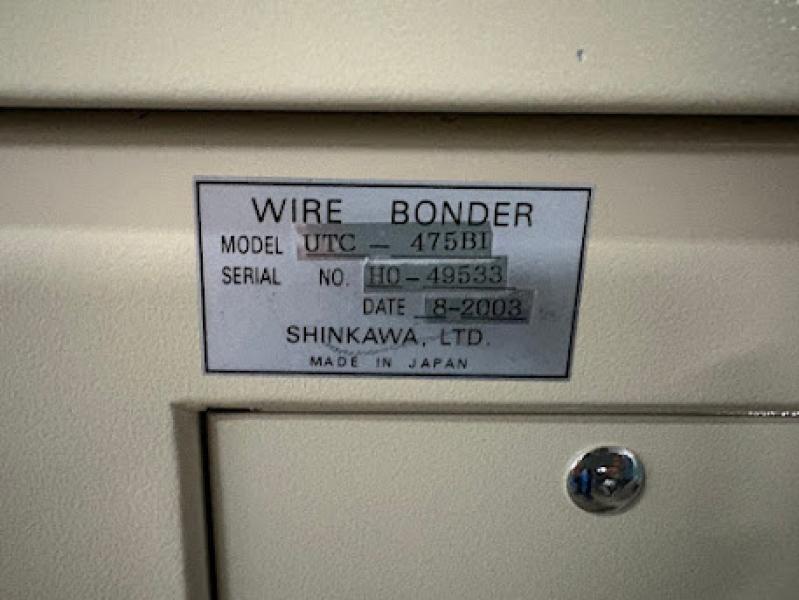 WIRE BONDER
MODEL UTC - 475BI
SERIAL NO. HO-49533
DATE 8-2003
SHINKAWA, LTD.
MADE IN JAPAN